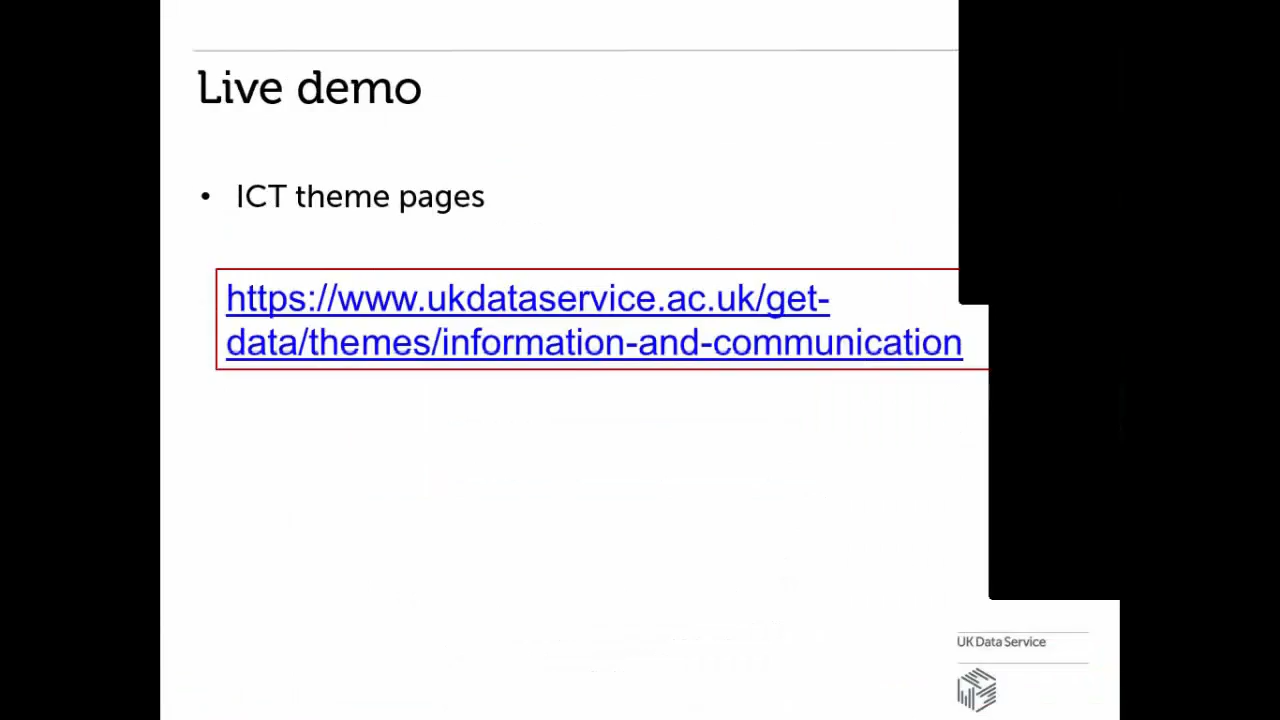 Live demo
• ICT theme pages
https://www.ukdataservice.ac.uk/get-
data/themes/information-and-communication
UK Data Service